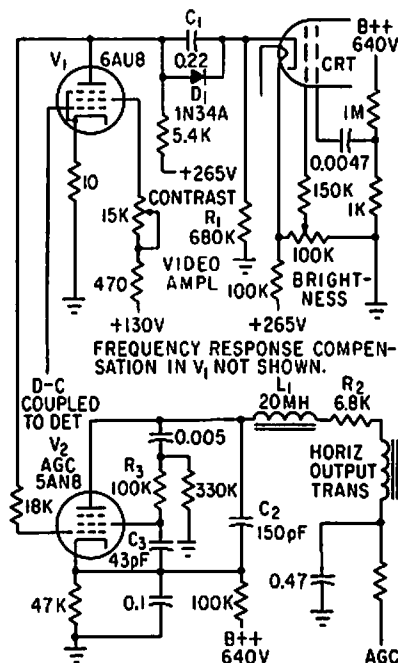 C1
0.22
B++
640V
V1
6AU8
D1
1N34A
5.4K
CRT
1M
0.0047
10
+265V
CONTRAST
15K
R1
680K
150K
1K
470
VIDEO
AMPL
100K
BRIGHT-
NESS
+130V
100K
+265V
FREQUENCY RESPONSE COMPEN-
SATION IN V1 NOT SHOWN.
D-C
COUPLED
TO DET
V2
AGC
5AN8
L1
20MH
R2
6.8K
0.005
R3
100K
330K
HORIZ
OUTPUT
TRANS
18K
C2
150pF
C3
43pF
47K
0.1
100K
0.47
B++
640V
AGC